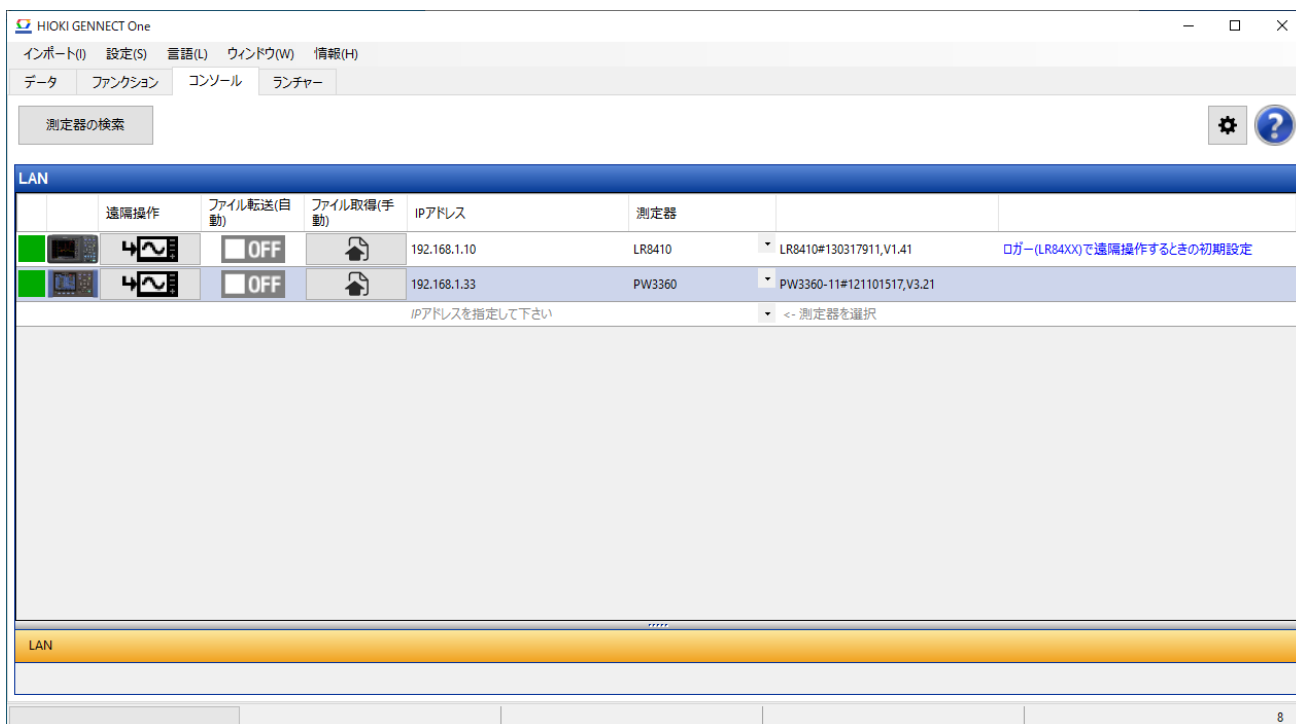 HIOKI GENNECT One
インポート(I) 設定(S) 言語(L) ウィンドウ(W) 情報(H)
データ ファンクション コンソール ランチャー
測定器の検索
LAN
遠隔操作 ファイル転送(自動) ファイル取得(手動) IPアドレス 測定器
OFF 192.168.1.10 LR8410 LR8410#130317911,V1.41 ロガー(LR84XX)で遠隔操作するときの初期設定
OFF 192.168.1.33 PW3360 PW3360-11#121101517,V3.21
IPアドレスを指定して下さい <- 測定器を選択
LAN
8